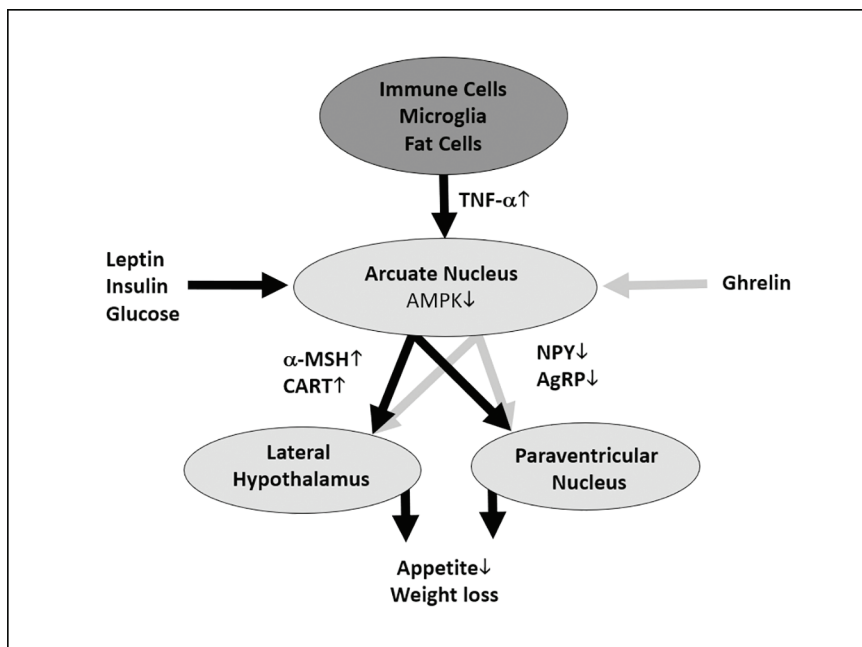 Immune Cells
Microglia
Fat Cells
TNF-α↑
Leptin
Insulin
Glucose
Arcuate Nucleus
AMPK↓
Ghrelin
α-MSH↑
CART↑
NPY↓
AgRP↓
Lateral
Hypothalamus
Paraventricular
Nucleus
Appetite↓
Weight loss